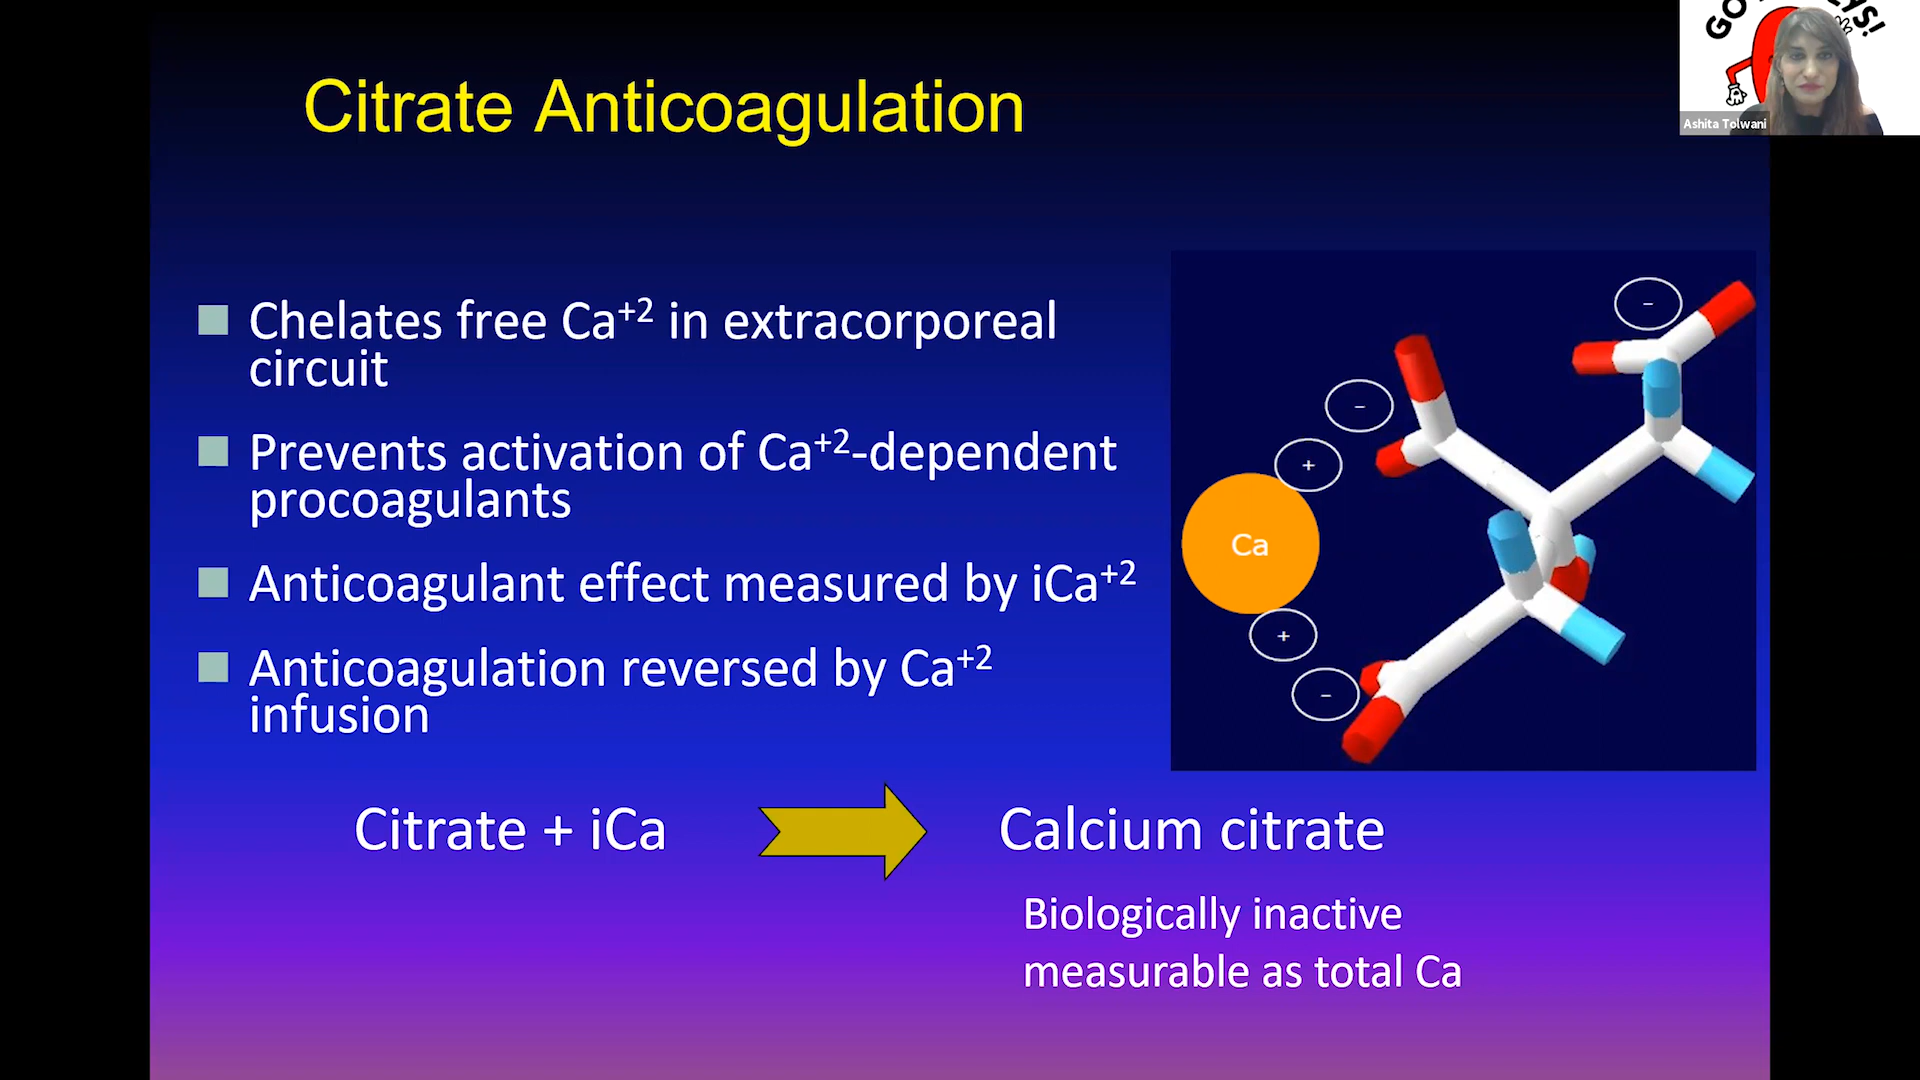 Citrate Anticoagulation
Chelates free Ca+2 in extracorporeal
circuit
Prevents activation of Ca+2-dependent
procoagulants
Anticoagulant effect measured by iCa+2
Anticoagulation reversed by Ca+2
infusion
Citrate + iCa
Calcium citrate
Biologically inactive
measurable as total Ca
-
-
+
Ca
+
-
Ashita Tolwani